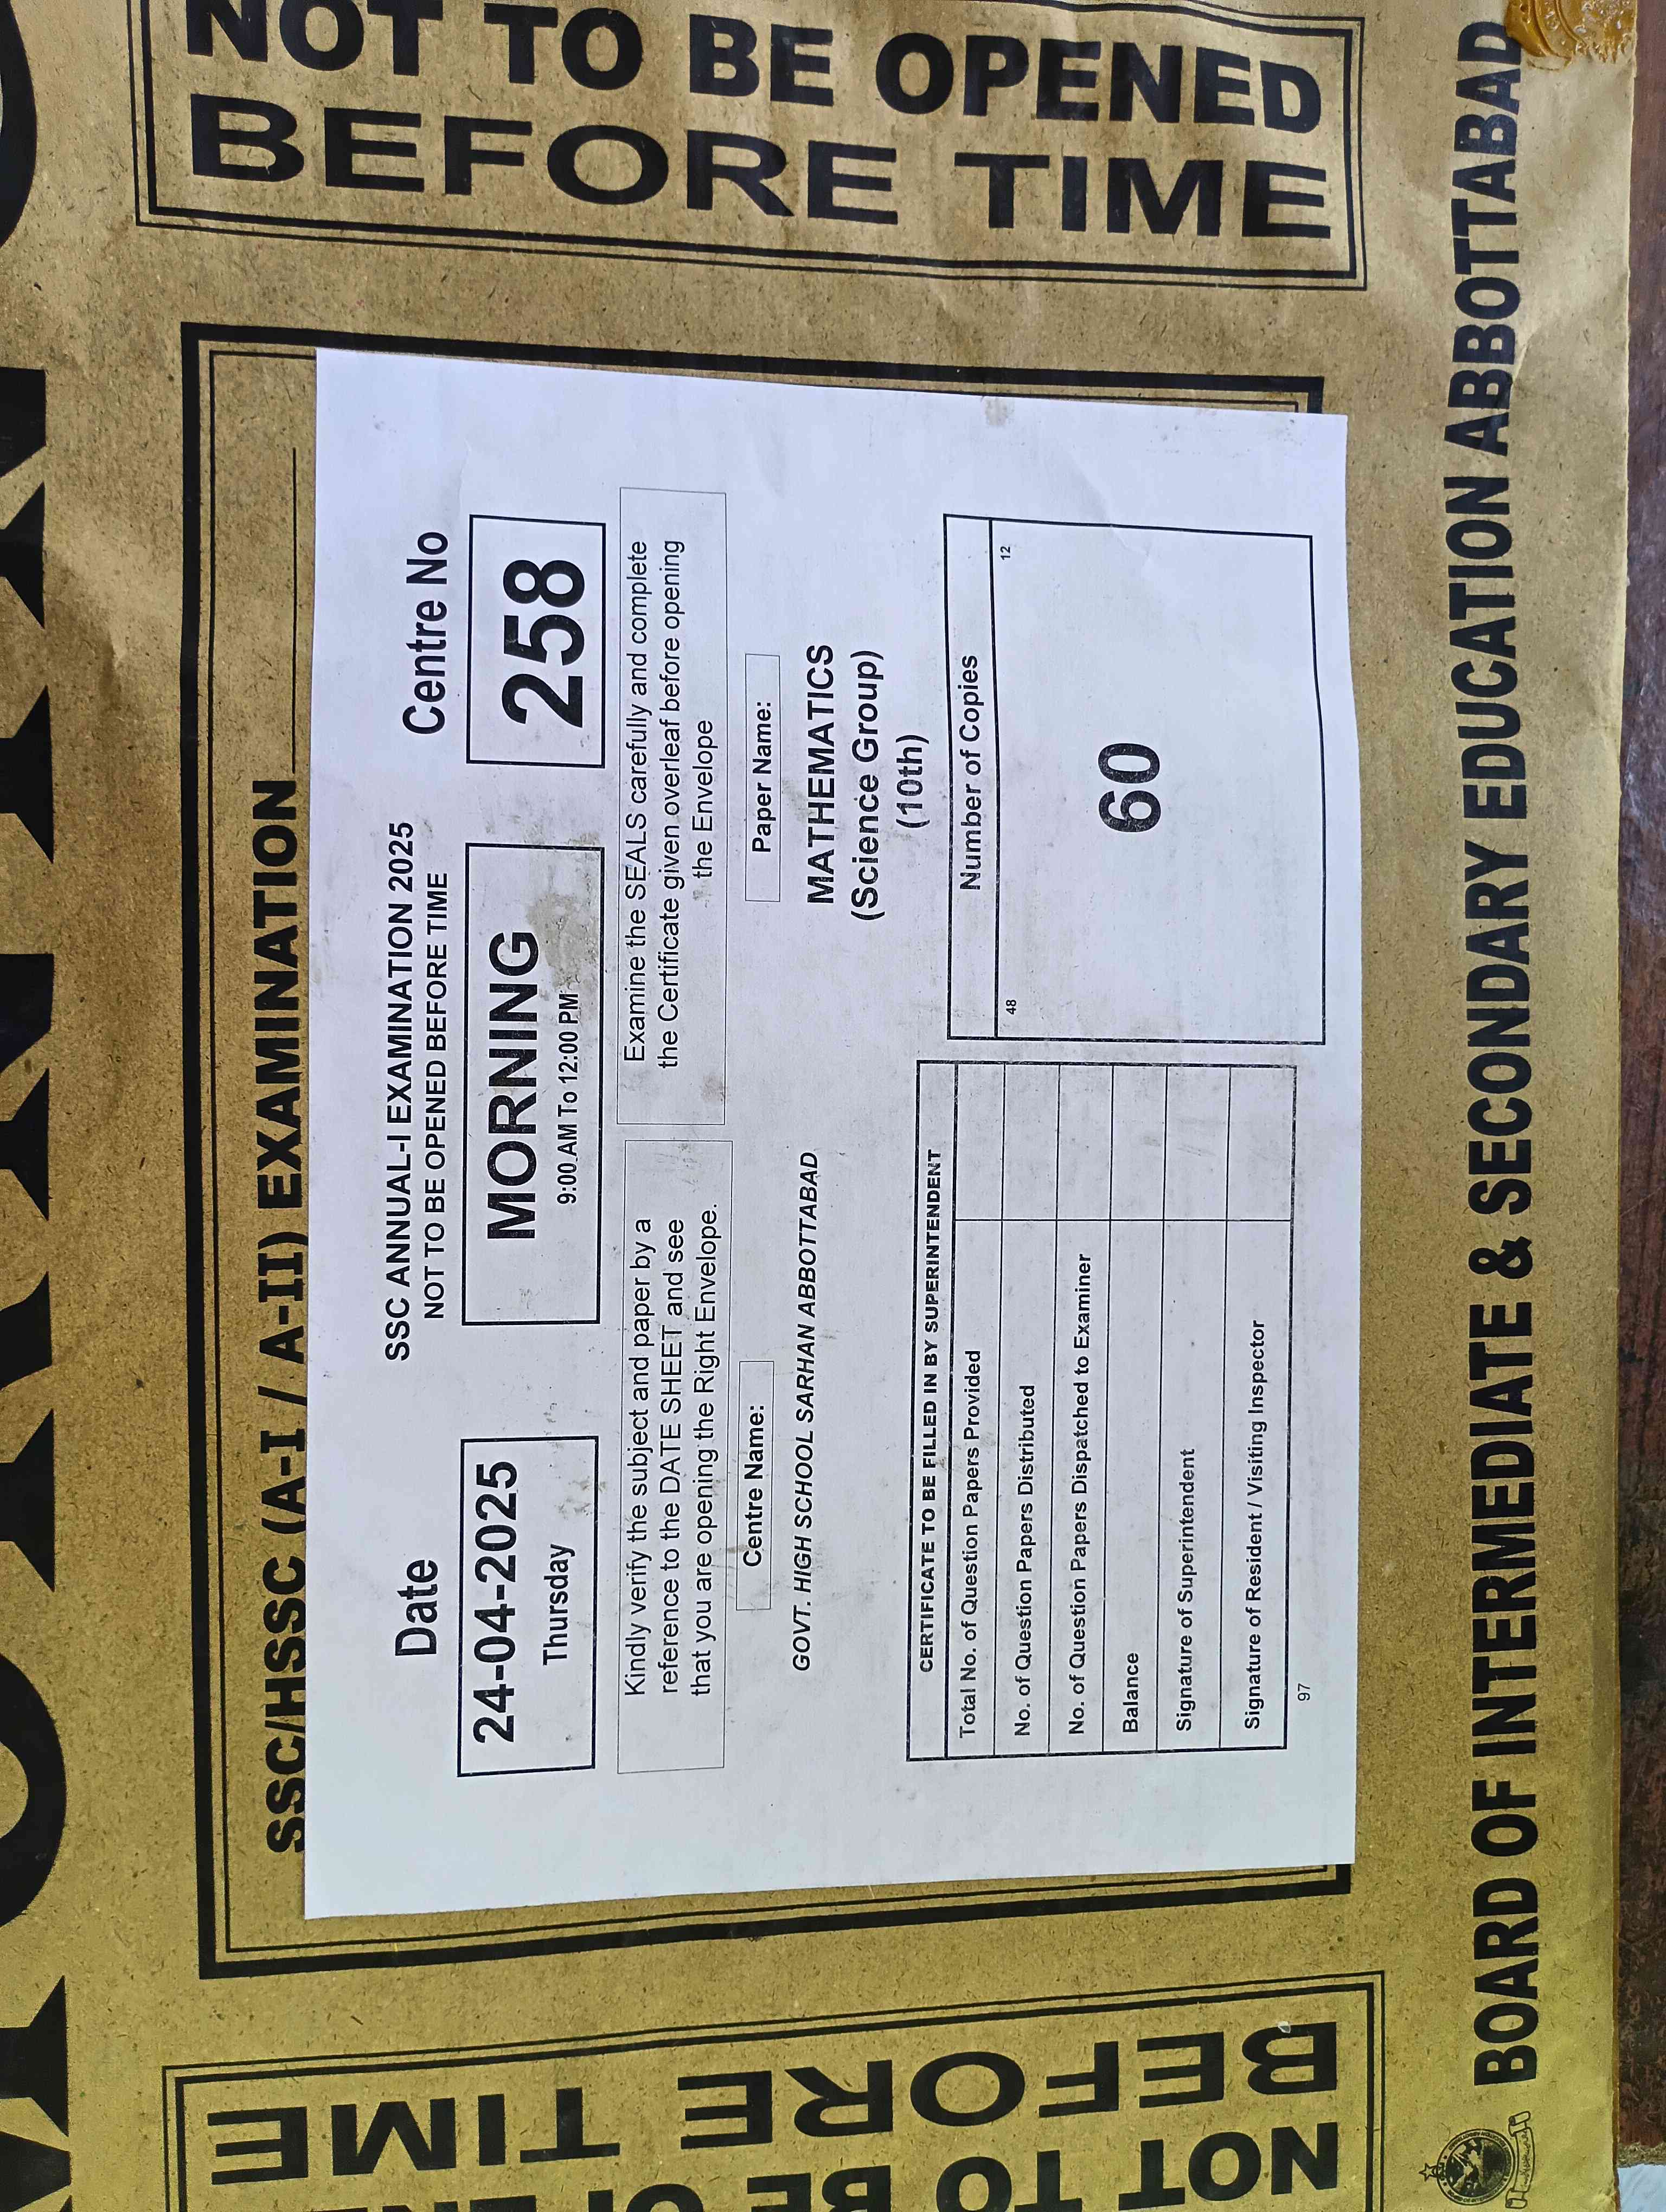 NOT TO BE OPENED
BEFORE TIME
SSC/HSSC (A-I / A-II) EXAMINATION
SSC ANNUAL-I EXAMINATION 2025
NOT TO BE OPENED BEFORE TIME
Date
Centre No
24-04-2025
Thursday
MORNING
9:00 AM To 12:00 PM
258
Kindly verify the subject and paper by a
reference to the DATE SHEET and see
that you are opening the Right Envelope.
Examine the SEALS carefully and complete
the Certificate given overleaf before opening
the Envelope
Centre Name:
Paper Name:
GOVT. HIGH SCHOOL SARHAN ABBOTTABAD
MATHEMATICS
(Science Group)
(10th)
CERTIFICATE TO BE FILLED IN BY SUPERINTENDENT
Total No. of Question Papers Provided
No. of Question Papers Distributed
No. of Question Papers Dispatched to Examiner
Balance
Signature of Superintendent
Signature of Resident / Visiting Inspector
97
Number of Copies
48
12
60
NOT TO BE
BEFORE TIME
BOARD OF INTERMEDIATE & SECONDARY EDUCATION ABBOTTABAD